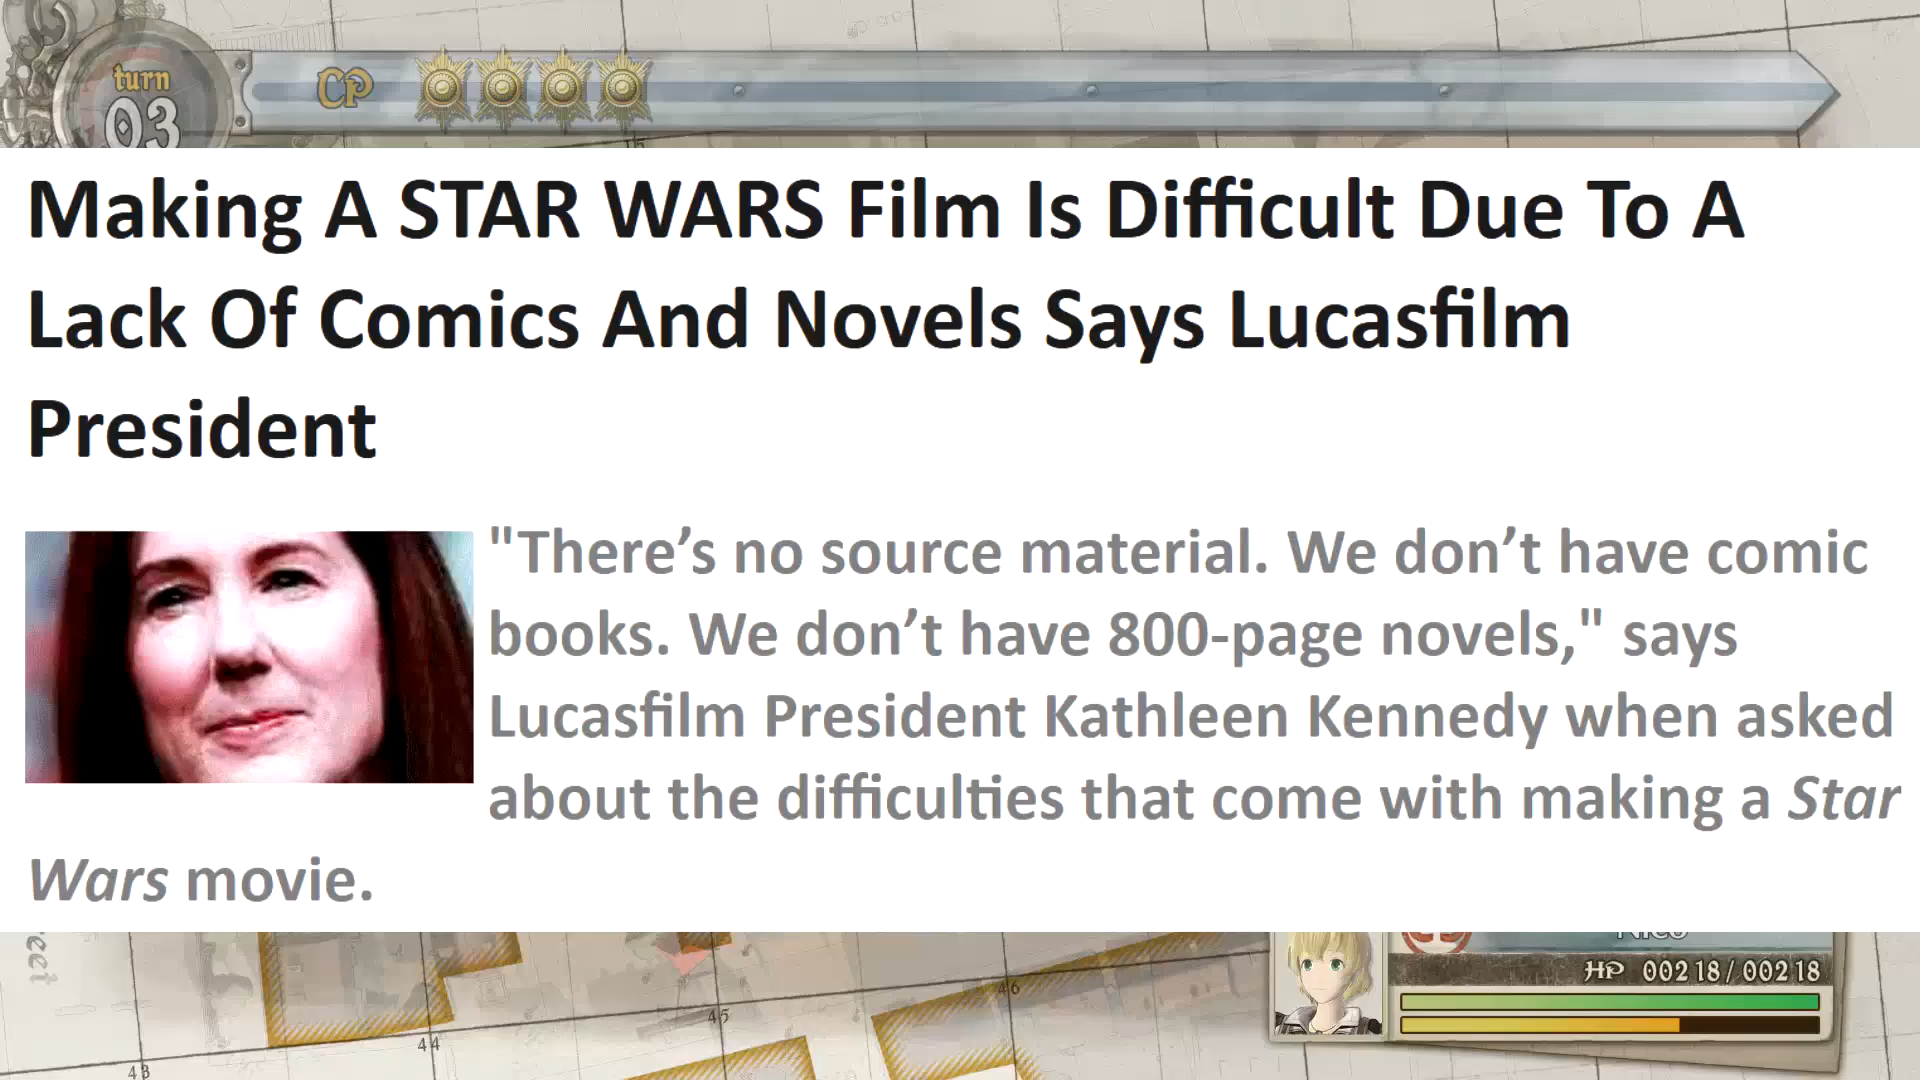 turn
03
CP
Making A STAR WARS Film Is Difficult Due To A
Lack Of Comics And Novels Says Lucasfilm
President
"There’s no source material. We don’t have comic
books. We don’t have 800-page novels," says
Lucasfilm President Kathleen Kennedy when asked
about the difficulties that come with making a Star
Wars movie.
HP 00218/00218
46
45
44
43